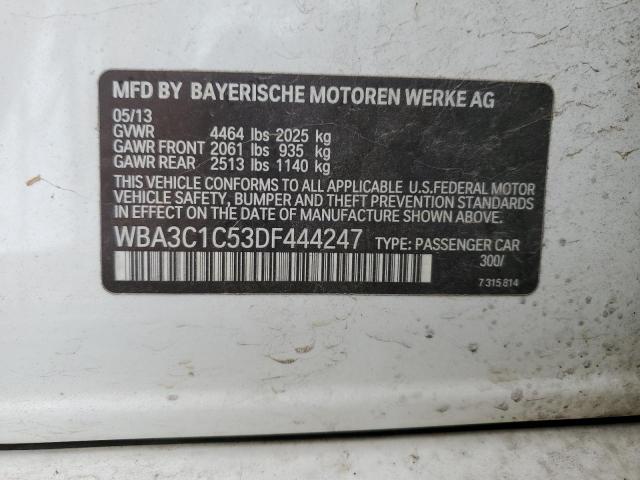 MFD BY BAYERISCHE MOTOREN WERKE AG
05/13
GVWR 4464 lbs 2025 kg
GAWR FRONT 2061 lbs 935 kg
GAWR REAR 2513 lbs 1140 kg
THIS VEHICLE CONFORMS TO ALL APPLICABLE U.S.FEDERAL MOTOR
VEHICLE SAFETY, BUMPER AND THEFT PREVENTION STANDARDS
IN EFFECT ON THE DATE OF MANUFACTURE SHOWN ABOVE.
WBA3C1C53DF444247 TYPE: PASSENGER CAR
300/
7 315 814